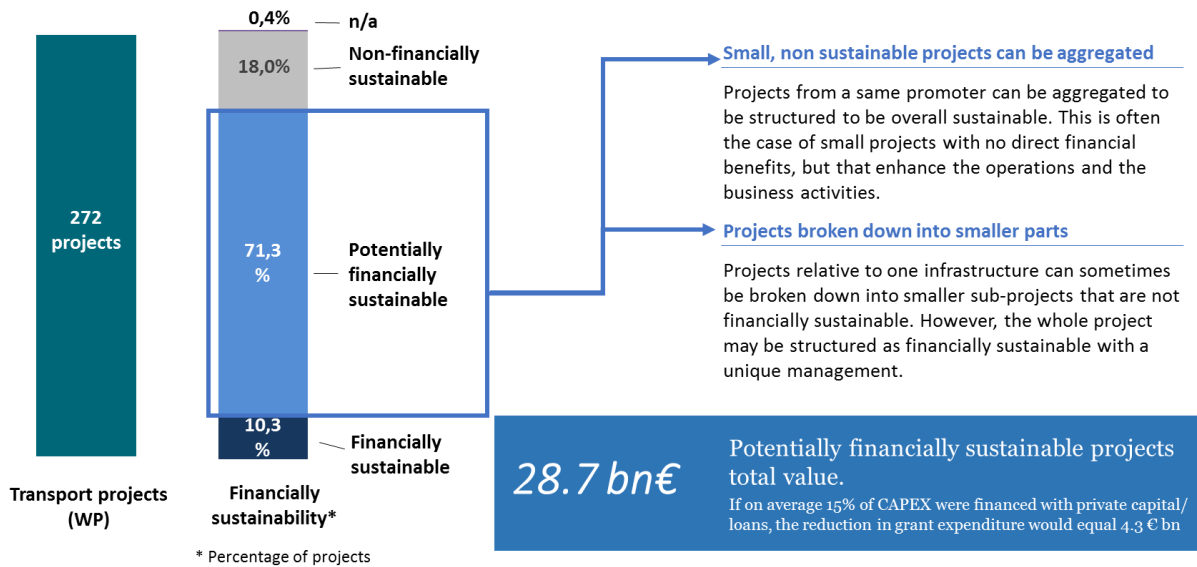 0,4%
n/a
18,0%
Non-financially
sustainable
272
projects
71,3
%
Potentially
financially
sustainable
10,3
%
Financially
sustainable
Transport projects
(WP)
Financially
sustainability*
* Percentage of projects
Small, non sustainable projects can be aggregated
Projects from a same promoter can be aggregated to
be structured to be overall sustainable. This is often
the case of small projects with no direct financial
benefits, but that enhance the operations and the
business activities.
Projects broken down into smaller parts
Projects relative to one infrastructure can sometimes
be broken down into smaller sub-projects that are not
financially sustainable. However, the whole project
may be structured as financially sustainable with a
unique management.
28.7 bn€
Potentially financially sustainable projects
total value.
If on average 15% of CAPEX were financed with private capital/
loans, the reduction in grant expenditure would equal 4.3 € bn